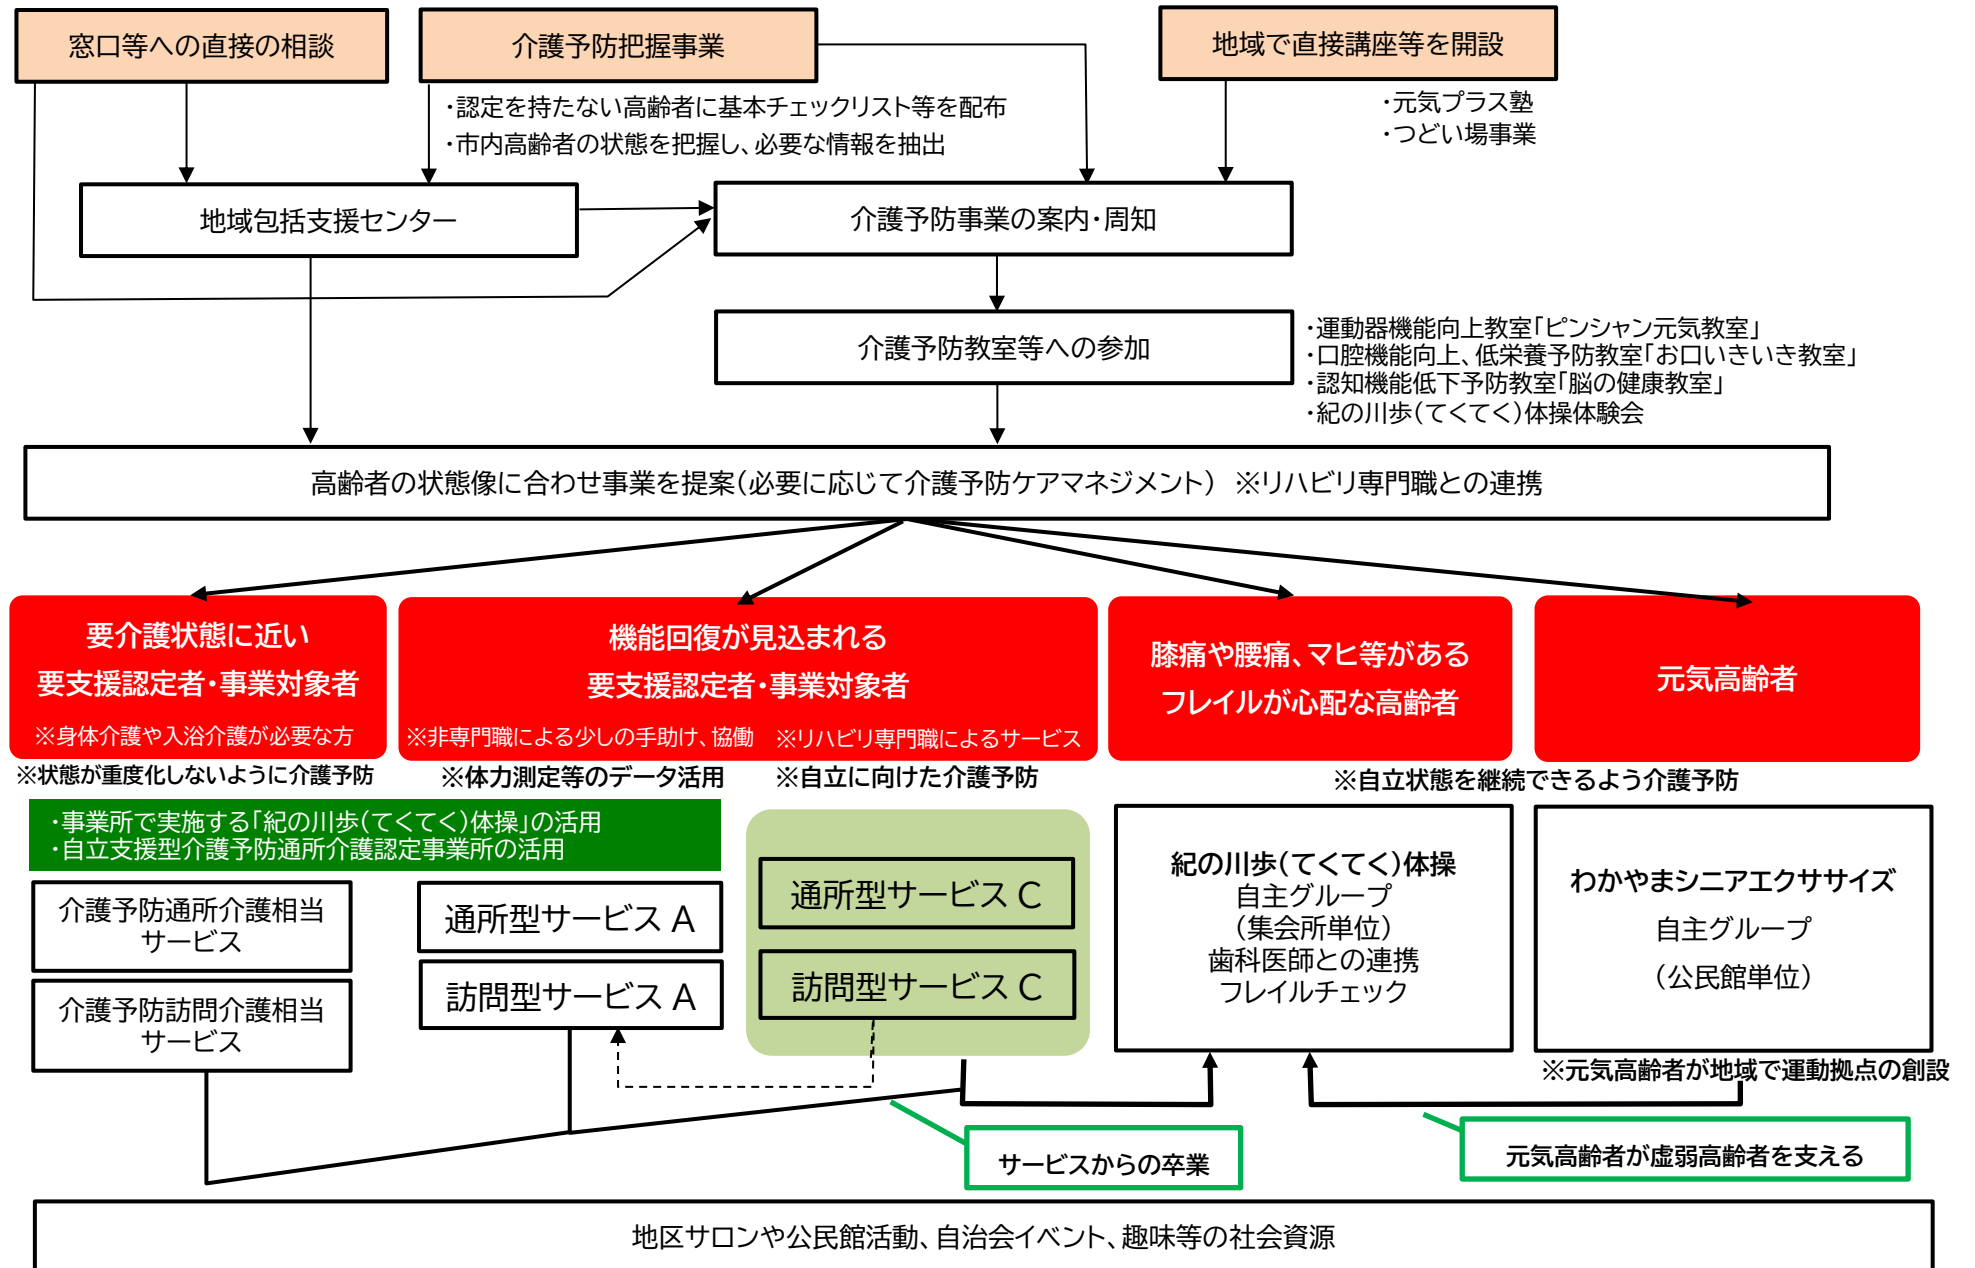 窓口等への直接の相談
介護予防把握事業
地域で直接講座等を開設
・認定を持たない高齢者に基本チェックリスト等を配布
・市内高齢者の状態を把握し、必要な情報を抽出
・元気プラス塾
・つどい場事業
地域包括支援センター
介護予防事業の案内・周知
介護予防教室等への参加
・運動器機能向上教室「ピンシャン元気教室」
・口腔機能向上、低栄養予防教室「お口いきいき教室」
・認知機能低下予防教室「脳の健康教室」
・紀の川歩（てくてく）体操体験会
高齢者の状態像に合わせ事業を提案（必要に応じて介護予防ケアマネジメント） ※リハビリ専門職との連携
要介護状態に近い
要支援認定者・事業対象者
※身体介護や入浴介護が必要な方
機能回復が見込まれる
要支援認定者・事業対象者
※非専門職による少しの手助け、協働 ※リハビリ専門職によるサービス
膝痛や腰痛、マヒ等がある
フレイルが心配な高齢者
元気高齢者
※状態が重度化しないように介護予防
※体力測定等のデータ活用
※自立に向けた介護予防
※自立状態を継続できるよう介護予防
・事業所で実施する「紀の川歩（てくてく）体操」の活用
・自立支援型介護予防通所介護認定事業所の活用
介護予防通所介護相当
サービス
介護予防訪問介護相当
サービス
通所型サービス A
訪問型サービス A
通所型サービス C
訪問型サービス C
紀の川歩（てくてく）体操
自主グループ
（集会所単位）
歯科医師との連携
フレイルチェック
わかやまシニアエクササイズ
自主グループ
（公民館単位）
※元気高齢者が地域で運動拠点の創設
サービスからの卒業
元気高齢者が虚弱高齢者を支える
地区サロンや公民館活動、自治会イベント、趣味等の社会資源